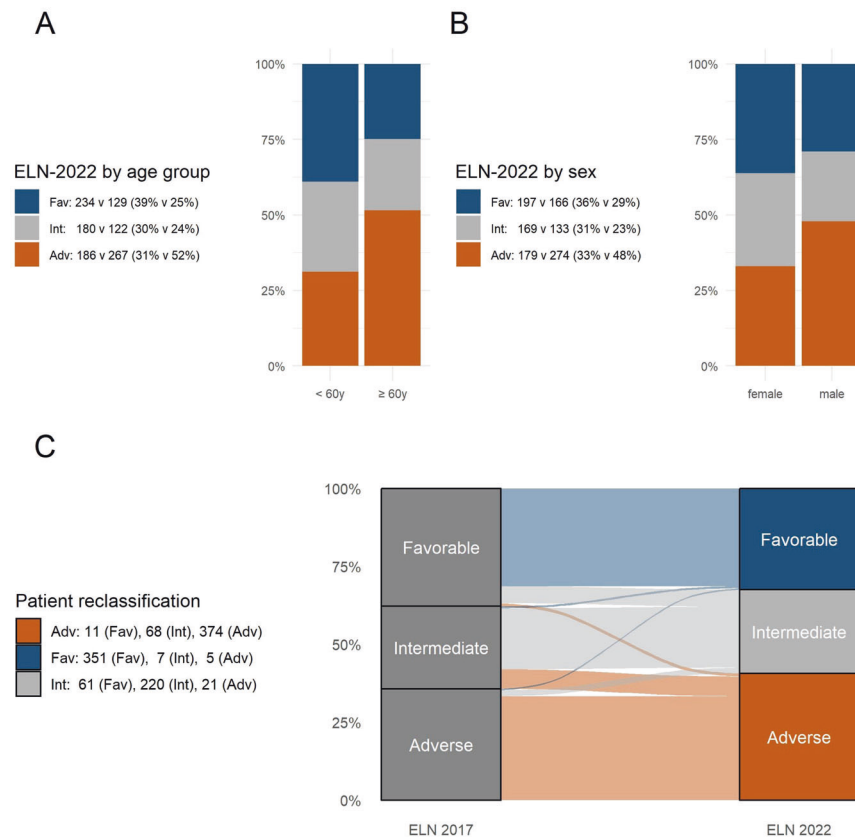 A
100%
75%
50%
25%
0%
< 60y
≥ 60y
ELN-2022 by age group
Fav: 234 v 129 (39% v 25%)
Int: 180 v 122 (30% v 24%)
Adv: 186 v 267 (31% v 52%)
B
100%
75%
50%
25%
0%
female
male
ELN-2022 by sex
Fav: 197 v 166 (36% v 29%)
Int: 169 v 133 (31% v 23%)
Adv: 179 v 274 (33% v 48%)
C
100%
75%
50%
25%
0%
Favorable
Intermediate
Adverse
Favorable
Intermediate
Adverse
ELN 2017
ELN 2022
Patient reclassification
Adv: 11 (Fav), 68 (Int), 374 (Adv)
Fav: 351 (Fav), 7 (Int), 5 (Adv)
Int: 61 (Fav), 220 (Int), 21 (Adv)